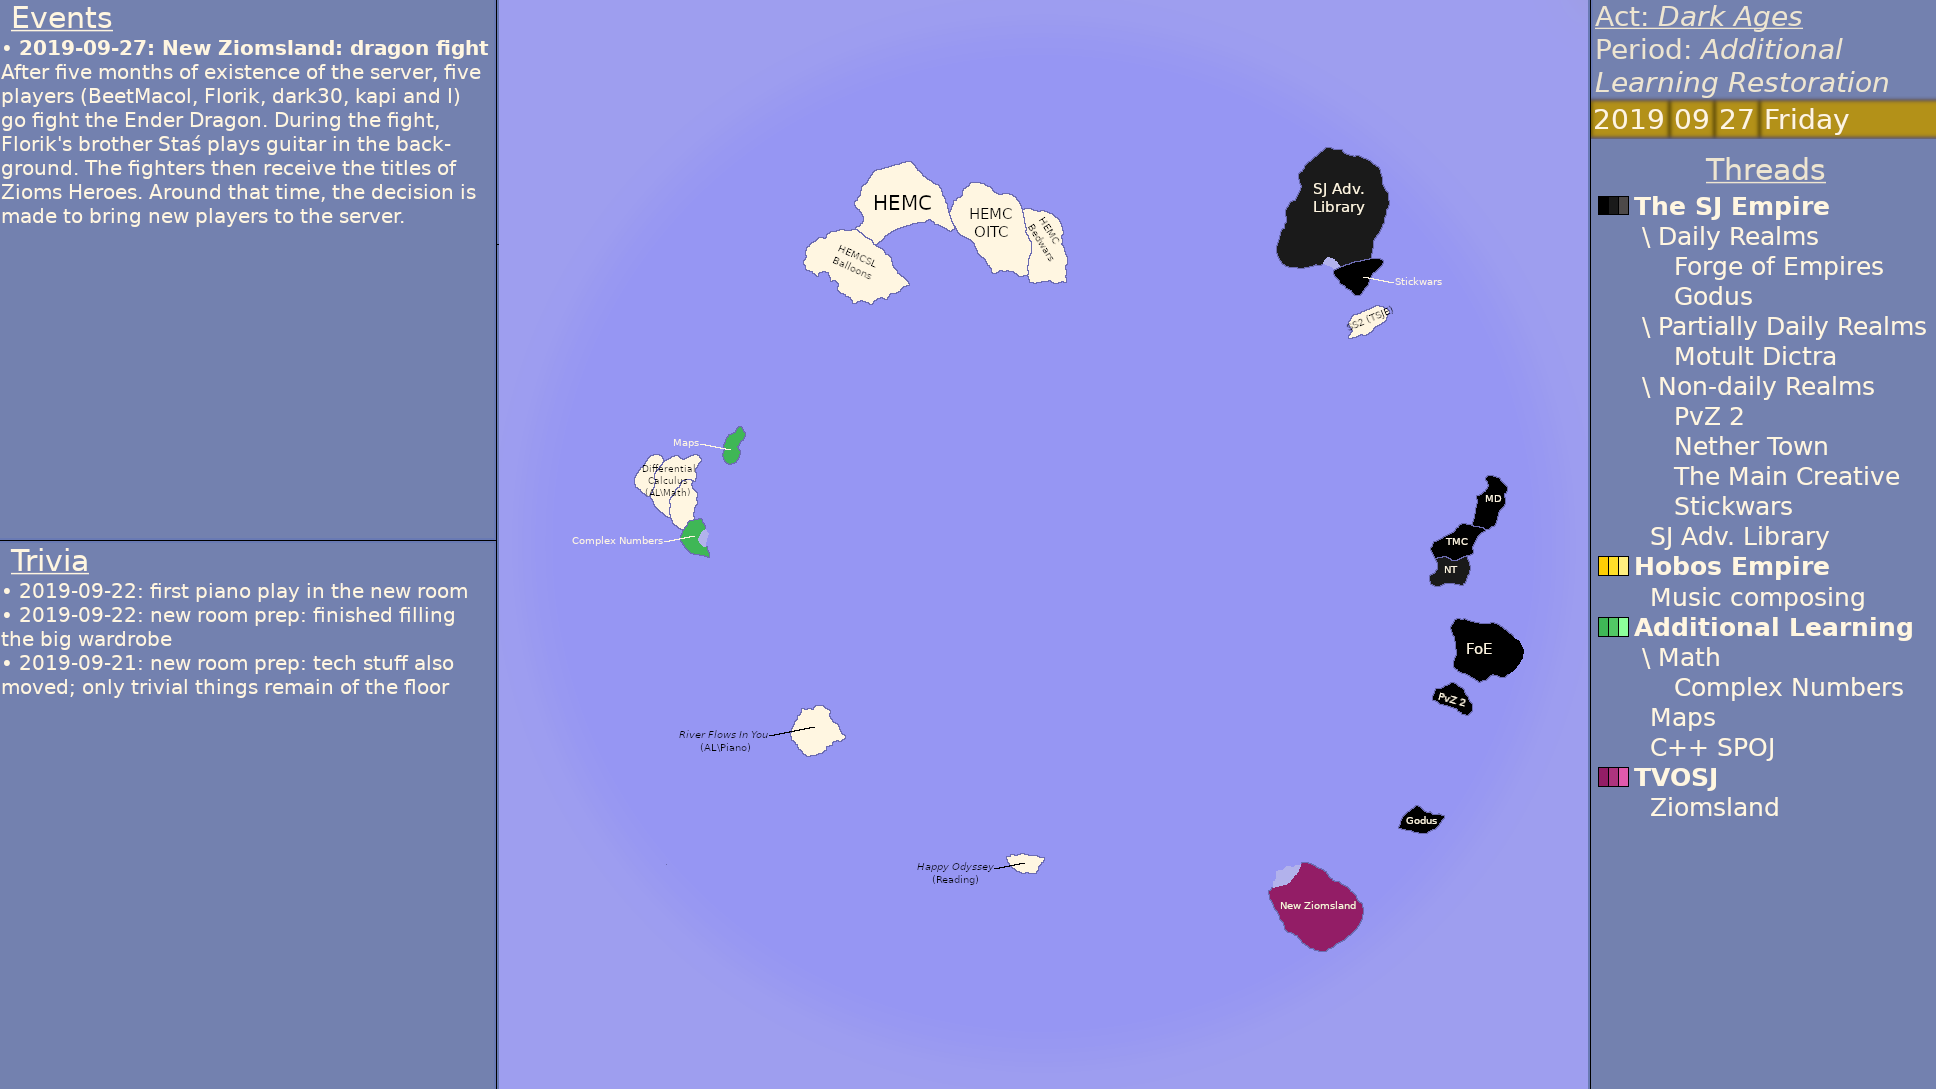 Events
• 2019-09-27: New Ziomsland: dragon fight
After five months of existence of the server, five
players (BeetMacol, Florik, dark30, kapi and I)
go fight the Ender Dragon. During the fight,
Florik's brother Staś plays guitar in the back-
ground. The fighters then receive the titles of
Zioms Heroes. Around that time, the decision is
made to bring new players to the server.
Trivia
• 2019-09-22: first piano play in the new room
• 2019-09-22: new room prep: finished filling
the big wardrobe
• 2019-09-21: new room prep: tech stuff also
moved; only trivial things remain of the floor
HEMC
HEMCSL
Balloons
HEMC
OITC
HEMC
Bedwars
SJ Adv.
Library
Stickwars
S2 (TSJE)
Maps
Differential
Calculus
(AL\Math)
Complex Numbers
MD
TMC
NT
FoE
PvZ 2
River Flows In You
(AL\Piano)
Godus
Happy Odyssey
(Reading)
New Ziomsland
Act: Dark Ages
Period: Additional
Learning Restoration
2019 09 27 Friday
Threads
The SJ Empire
\ Daily Realms
Forge of Empires
Godus
\ Partially Daily Realms
Motult Dictra
\ Non-daily Realms
PvZ 2
Nether Town
The Main Creative
Stickwars
SJ Adv. Library
Hobos Empire
Music composing
Additional Learning
\ Math
Complex Numbers
Maps
C++ SPOJ
TVOSJ
Ziomsland